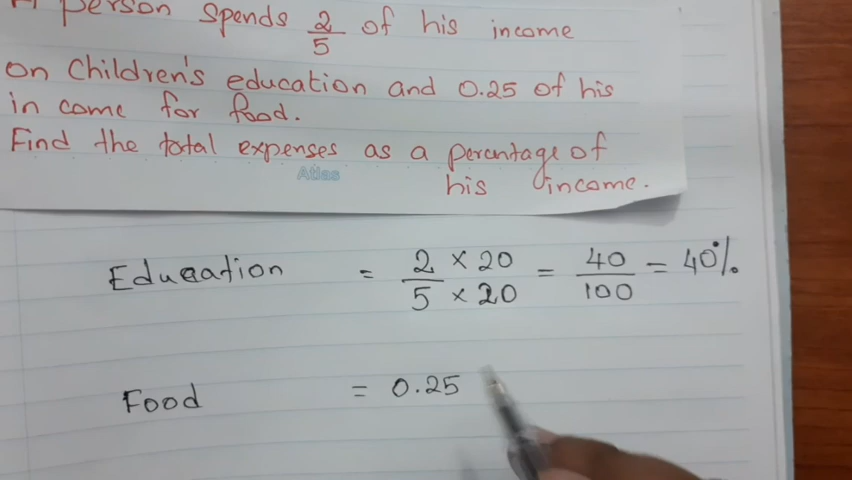 A person spends 2/5 of his income
on Children's education and 0.25 of his
in come for food.
Find the total expenses as a percentage of
his income.
Atlas
Education = 2 × 20 / 5 × 20 = 40/100 = 40%
Food = 0.25